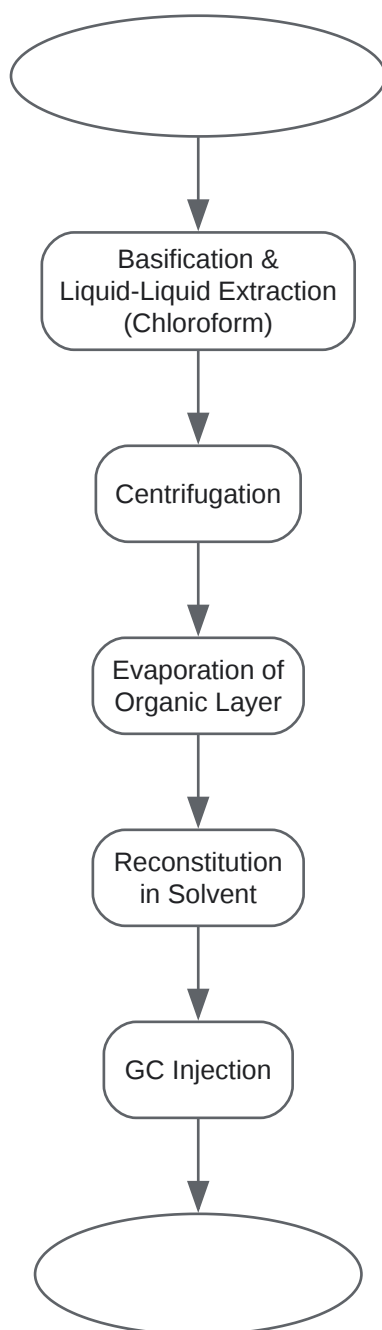 Basification &
Liquid-Liquid Extraction
(Chloroform)
Centrifugation
Evaporation of
Organic Layer
Reconstitution
in Solvent
GC Injection